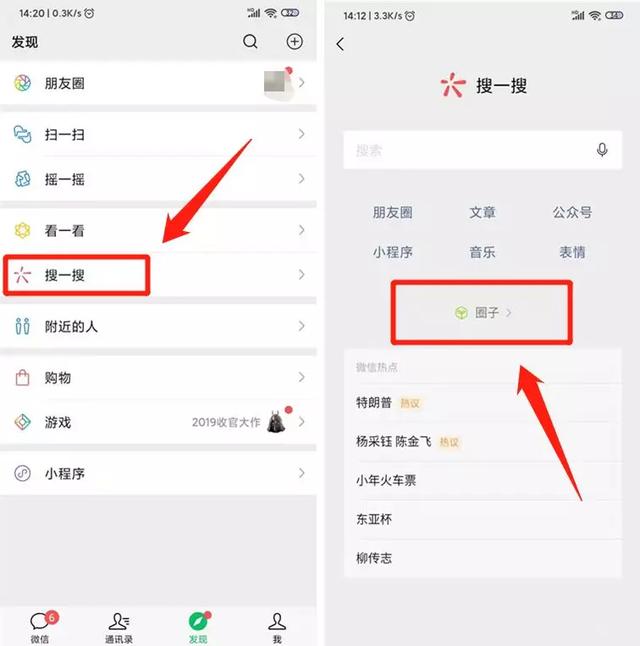 14:20 | 0.3K/s
32
发现
朋友圈
扫一扫
摇一摇
看一看
搜一搜
附近的人
购物
游戏
2019收官大作
小程序
6
微信
通讯录
发现
我
14:12 | 3.3K/s
搜一搜
搜索
朋友圈 文章 公众号
小程序 音乐 表情
圈子
微信热点
特朗普 热议
杨采钰 陈金飞 热议
小年火车票
东亚杯
柳传志